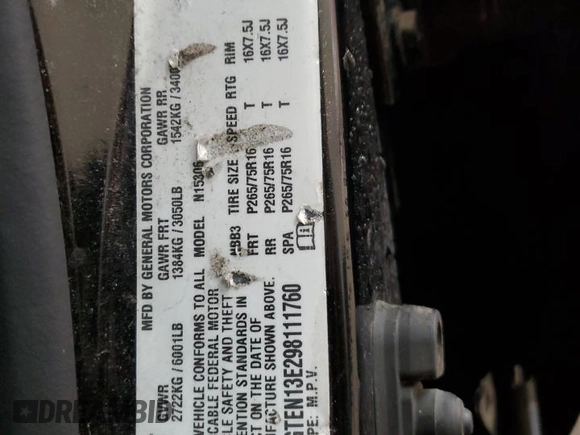 MFD BY GENERAL MOTORS CORPORATION
GVWR GAWR FRT GAWR RR
2722KG / 6001LB 1384KG / 3050LB 1542KG / 3400
VEHICLE CONFORMS TO ALL
CABLE FEDERAL MOTOR
SAFETY AND THEFT
ENTION STANDARDS IN
CT ON THE DATE OF
FACTURE SHOWN ABOVE.
GTEN13E298111760
PE: M.P.V.
MODEL N15306
TIRE SIZE SPEED RTG RIM
FRT P265/75R16 T 16X7.5J
RR P265/75R16 T 16X7.5J
SPA P265/75R16 T 16X7.5J
DREAMBID